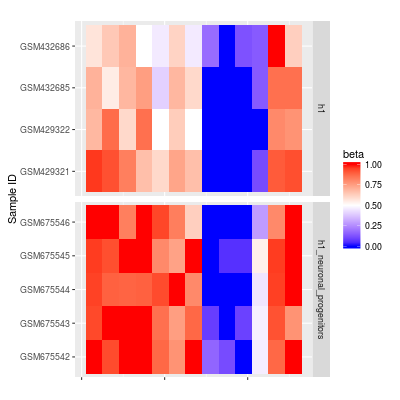 Sample ID
GSM432686
GSM432685
GSM429322
GSM429321
h1
GSM675546
GSM675545
GSM675544
GSM675543
GSM675542
h1_neuronal_progenitors
beta
1.00
0.75
0.50
0.25
0.00